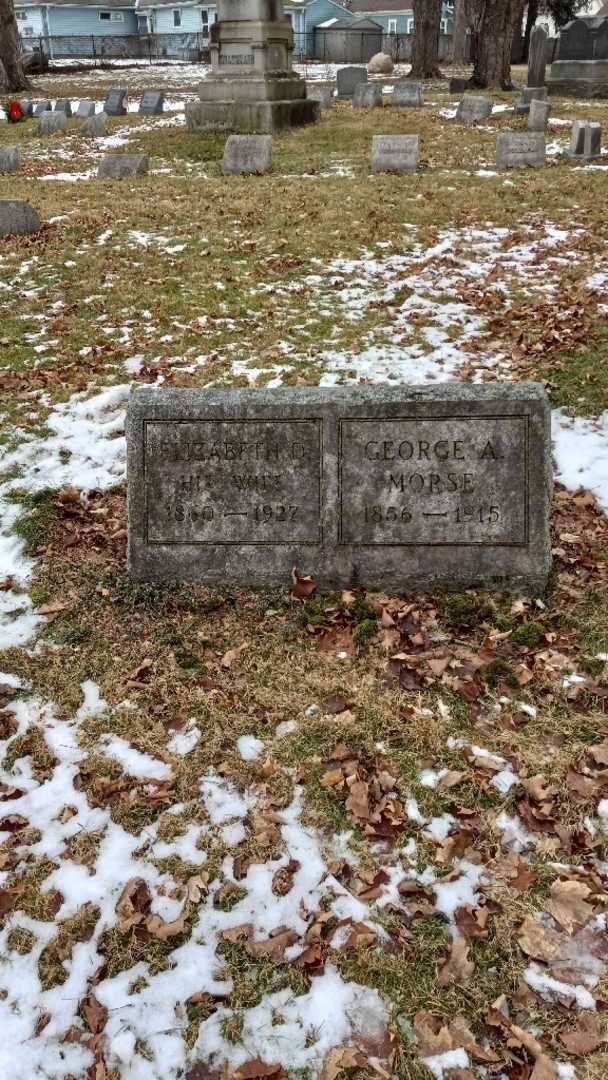 ELIZABETH D.
HIS WIFE
1860 — 1927
GEORGE A.
MORSE
1856 — 1915